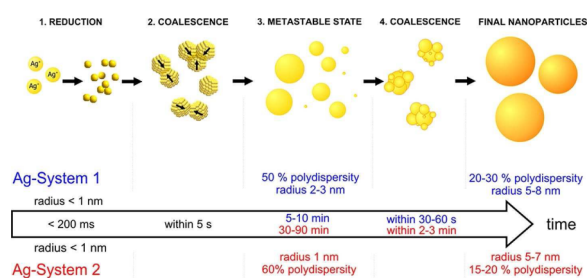 1. REDUCTION
2. COALESCENCE
3. METASTABLE STATE
4. COALESCENCE
FINAL NANOPARTICLES
Ag⁺
Ag⁺
Ag⁺
Ag-System 1
50 % polydispersity
radius 2-3 nm
20-30 % polydispersity
radius 5-8 nm
radius < 1 nm
< 200 ms
within 5 s
5-10 min
30-90 min
within 30-60 s
within 2-3 min
time
radius < 1 nm
Ag-System 2
radius 1 nm
60% polydispersity
radius 5-7 nm
15-20 % polydispersity